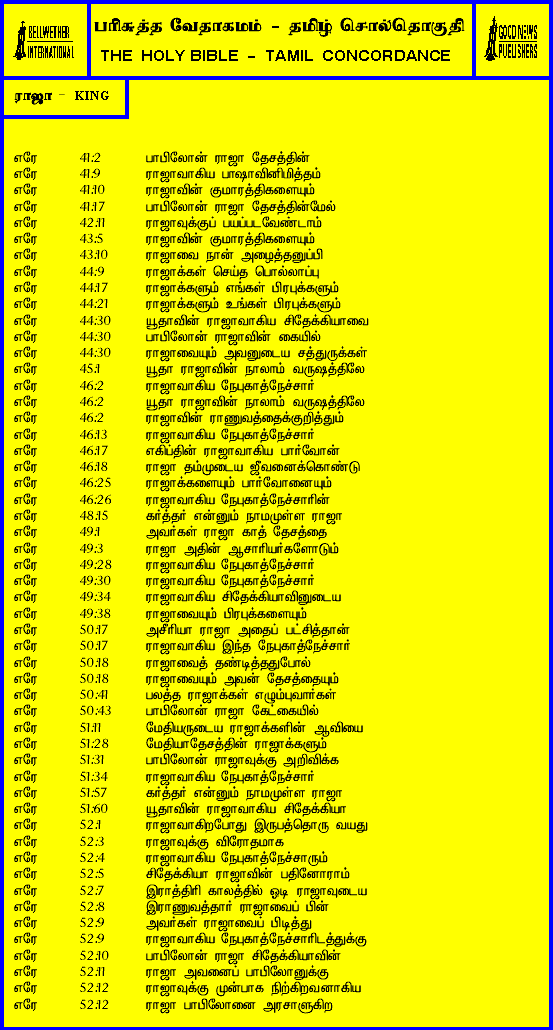 BELLWETHER
INTERNATIONAL
பரிசுத்த வேதாகமம் - தமிழ் சொல்தொகுதி
THE HOLY BIBLE - TAMIL CONCORDANCE
GOOD NEWS
PUBLISHERS
ராஜா - KING
எரே 41:2 பாபிலோன் ராஜா தேசத்தின்
எரே 41:9 ராஜாவாகிய பாஷாவினிமித்தம்
எரே 41:10 ராஜாவின் குமாரத்திகளையும்
எரே 41:17 பாபிலோன் ராஜா தேசத்தின்மேல்
எரே 42:11 ராஜாவுக்குப் பயப்படவேண்டாம்
எரே 43:5 ராஜாவின் குமாரத்திகளையும்
எரே 43:10 ராஜாவை நான் அழைத்தனுப்பி
எரே 44:9 ராஜாக்கள் செய்த பொல்லாப்பு
எரே 44:17 ராஜாக்களும் எங்கள் பிரபுக்களும்
எரே 44:21 ராஜாக்களும் உங்கள் பிரபுக்களும்
எரே 44:30 யூதாவின் ராஜாவாகிய சிதேக்கியாவை
எரே 44:30 பாபிலோன் ராஜாவின் கையில்
எரே 44:30 ராஜாவையும் அவனுடைய சத்துருக்கள்
எரே 45:1 யூதா ராஜாவின் நாலாம் வருஷத்திலே
எரே 46:2 ராஜாவாகிய நேபுகாத்நேச்சார்
எரே 46:2 யூதா ராஜாவின் நாலாம் வருஷத்திலே
எரே 46:2 ராஜாவின் ராணுவத்தைக்குறித்தும்
எரே 46:13 ராஜாவாகிய நேபுகாத்நேச்சார்
எரே 46:17 எகிப்தின் ராஜாவாகிய பார்வோன்
எரே 46:18 ராஜா தம்முடைய ஜீவனைக்கொண்டு
எரே 46:25 ராஜாக்களையும் பார்வோனையும்
எரே 46:26 ராஜாவாகிய நேபுகாத்நேச்சாரின்
எரே 48:15 கர்த்தர் என்னும் நாமமுள்ள ராஜா
எரே 49:1 அவர்கள் ராஜா காத் தேசத்தை
எரே 49:3 ராஜா அதின் ஆசாரியர்களோடும்
எரே 49:28 ராஜாவாகிய நேபுகாத்நேச்சார்
எரே 49:30 ராஜாவாகிய நேபுகாத்நேச்சார்
எரே 49:34 ராஜாவாகிய சிதேக்கியாவினுடைய
எரே 49:38 ராஜாவையும் பிரபுக்களையும்
எரே 50:17 அசீரியா ராஜா அதைப் பட்சித்தான்
எரே 50:17 ராஜாவாகிய இந்த நேபுகாத்நேச்சார்
எரே 50:18 ராஜாவைத் தண்டித்ததுபோல்
எரே 50:18 ராஜாவையும் அவன் தேசத்தையும்
எரே 50:41 பலத்த ராஜாக்கள் எழும்புவார்கள்
எரே 50:43 பாபிலோன் ராஜா கேட்கையில்
எரே 51:11 மேதியருடைய ராஜாக்களின் ஆவியை
எரே 51:28 மேதியாதேசத்தின் ராஜாக்களும்
எரே 51:31 பாபிலோன் ராஜாவுக்கு அறிவிக்க
எரே 51:34 ராஜாவாகிய நேபுகாத்நேச்சார்
எரே 51:57 கர்த்தர் என்னும் நாமமுள்ள ராஜா
எரே 51:60 யூதாவின் ராஜாவாகிய சிதேக்கியா
எரே 52:1 ராஜாவாகிறபோது இருபத்தொரு வயது
எரே 52:3 ராஜாவுக்கு விரோதமாக
எரே 52:4 ராஜாவாகிய நேபுகாத்நேச்சாரும்
எரே 52:5 சிதேக்கியா ராஜாவின் பதினோராம்
எரே 52:7 இராத்திரி காலத்தில் ஓடி ராஜாவுடைய
எரே 52:8 இராணுவத்தார் ராஜாவைப் பின்
எரே 52:9 அவர்கள் ராஜாவைப் பிடித்து
எரே 52:9 ராஜாவாகிய நேபுகாத்நேச்சாரிடத்துக்கு
எரே 52:10 பாபிலோன் ராஜா சிதேக்கியாவின்
எரே 52:11 ராஜா அவனைப் பாபிலோனுக்கு
எரே 52:12 ராஜாவுக்கு முன்பாக நிற்கிறவனாகிய
எரே 52:12 ராஜா பாபிலோனை அரசாளுகிற